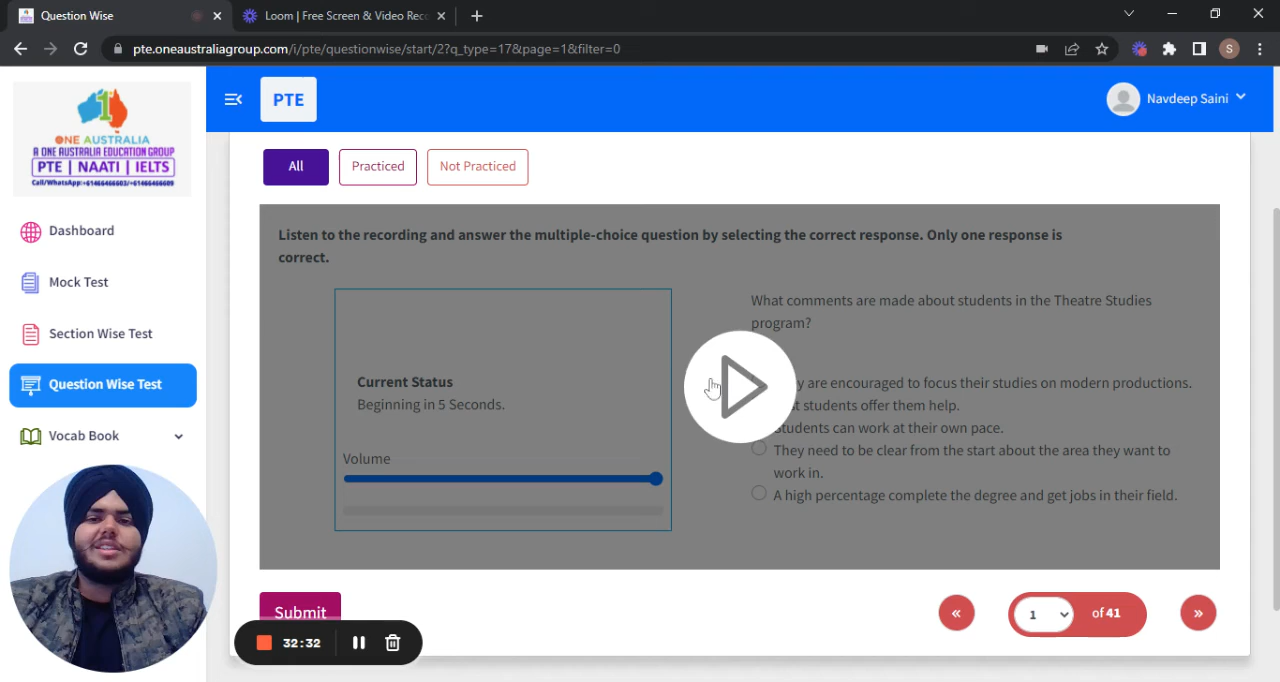 Question Wise
Loom | Free Screen & Video Rec
pte.oneaustraliagroup.com/i/pte/questionwise/start/2?q_type=17&page=1&filter=0
S
1
ONE AUSTRALIA
A ONE AUSTRALIA EDUCATION GROUP
PTE | NAATI | IELTS
Call/WhatsApp:+61466466603/+61466466609
PTE
Navdeep Saini
Dashboard
Mock Test
Section Wise Test
Question Wise Test
Vocab Book
All
Practiced
Not Practiced
Listen to the recording and answer the multiple-choice question by selecting the correct response. Only one response is
correct.
Current Status
Beginning in 5 Seconds.
Volume
What comments are made about students in the Theatre Studies
program?
y are encouraged to focus their studies on modern productions.
t students offer them help.
Students can work at their own pace.
They need to be clear from the start about the area they want to
work in.
A high percentage complete the degree and get jobs in their field.
Submit
32:32
«
1
of 41
»